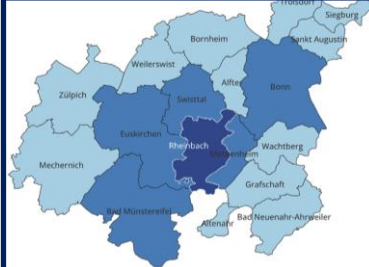 Troisdorf
Siegburg
Bornheim
Sankt Augustin
Weilerswist
Alfter
Bonn
Zülpich
Swisttal
Euskirchen
Rheinbach
Meckenheim
Wachtberg
Mechernich
Grafschaft
Bad Münstereifel
Altenahr
Bad Neuenahr-Ahrweiler